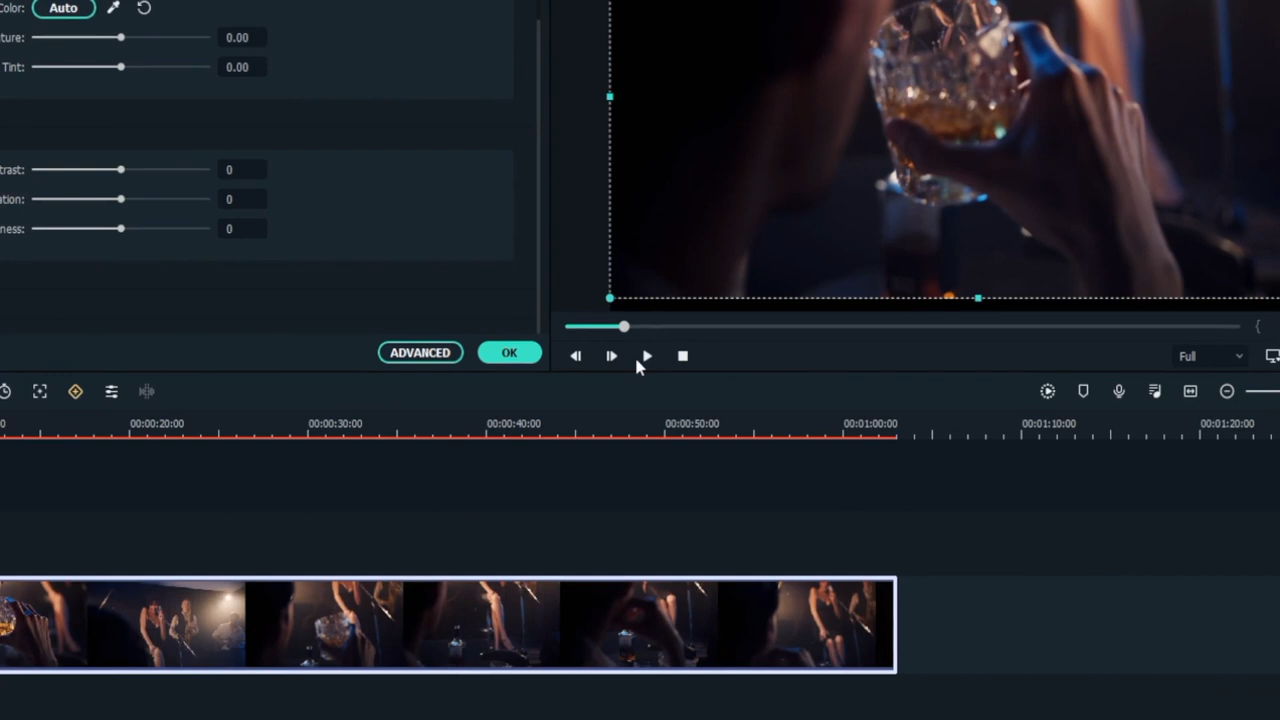 Color: Auto
ture: 0.00
Tint: 0.00
trast: 0
ation: 0
ness: 0
ADVANCED OK
{
Full
0 00:00:20:00 00:00:30:00 00:00:40:00 00:00:50:00 00:01:00:00 00:01:10:00 00:01:20:00